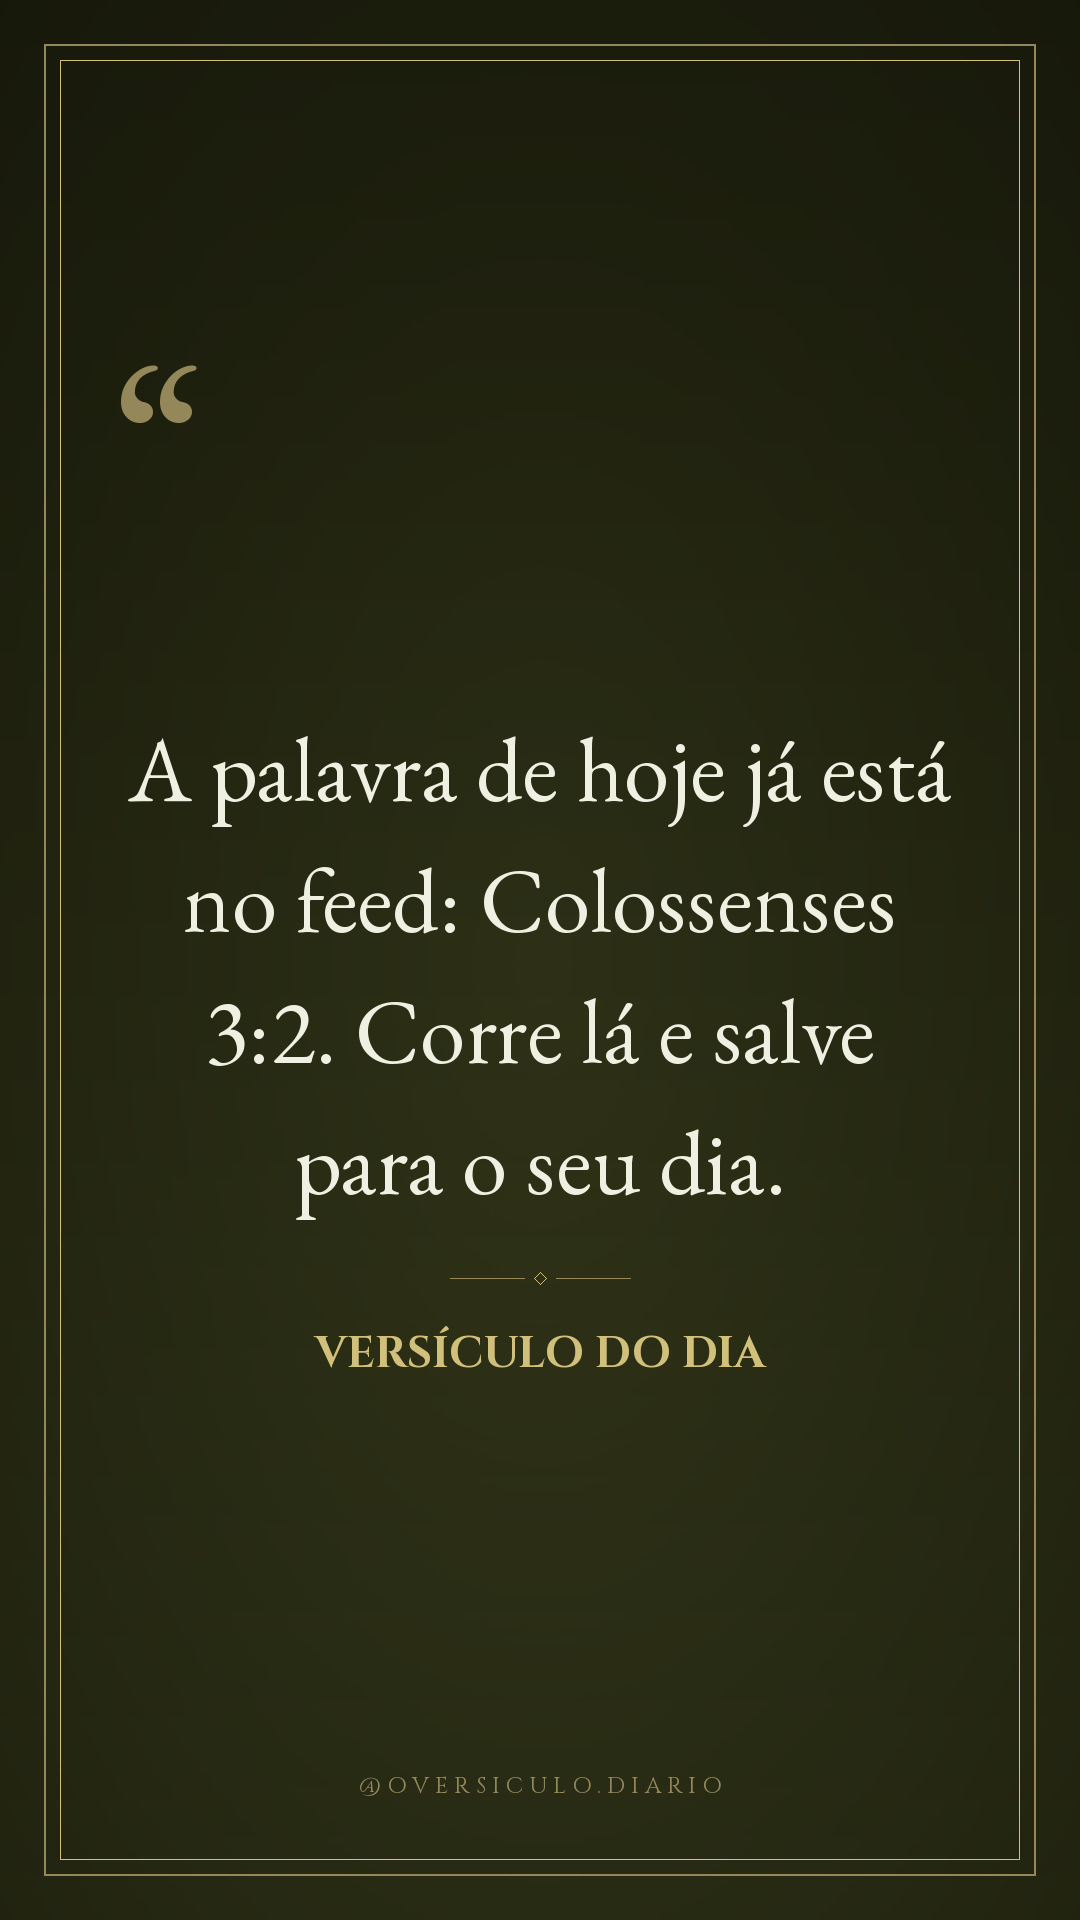 “
A palavra de hoje já está
no feed: Colossenses
3:2. Corre lá e salve
para o seu dia.
VERSÍCULO DO DIA
@OVERSICULO.DIARIO